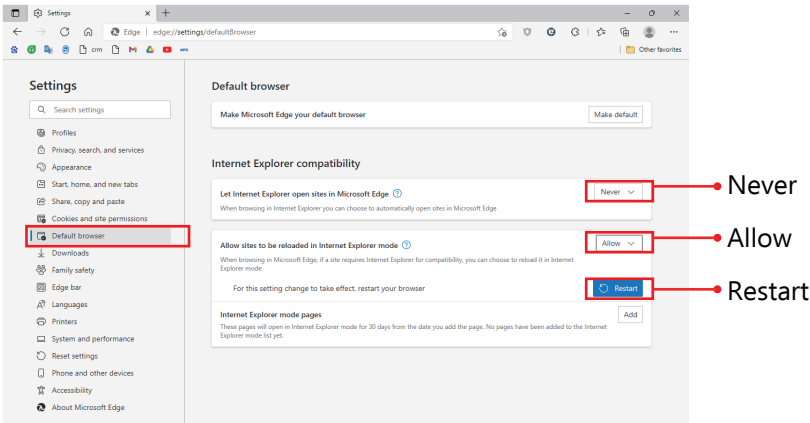 Settings
Edge | edge://settings/defaultBrowser
crm
Other favorites
Settings
Search settings
Profiles
Privacy, search, and services
Appearance
Start, home, and new tabs
Share, copy and paste
Cookies and site permissions
Default browser
Downloads
Family safety
Edge bar
Languages
Printers
System and performance
Reset settings
Phone and other devices
Accessibility
About Microsoft Edge
Default browser
Make Microsoft Edge your default browser
Make default
Internet Explorer compatibility
Let Internet Explorer open sites in Microsoft Edge
Never
When browsing in Internet Explorer you can choose to automatically open sites in Microsoft Edge
Allow sites to be reloaded in Internet Explorer mode
Allow
When browsing in Microsoft Edge, if a site requires Internet Explorer for compatibility, you can choose to reload it in Internet
Explorer mode
For this setting change to take effect, restart your browser
Restart
Internet Explorer mode pages
Add
These pages will open in Internet Explorer mode for 30 days from the date you add the page. No pages have been added to the Internet
Explorer mode list yet.
Never
Allow
Restart